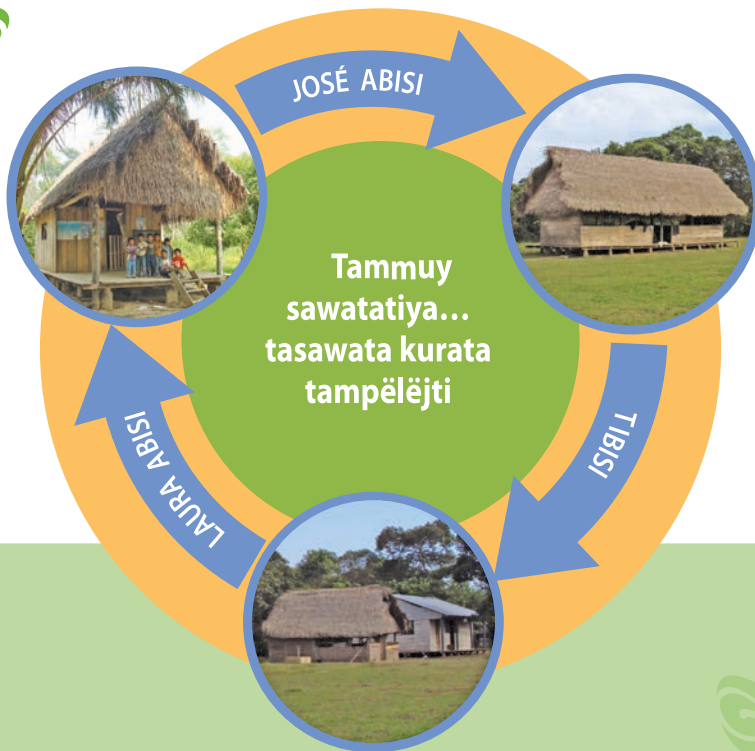 JOSÉ ABISI
Tammuy
sawatatiya...
tasawata kurata
tampëlëjti
TIBISI
LAURA ABISI